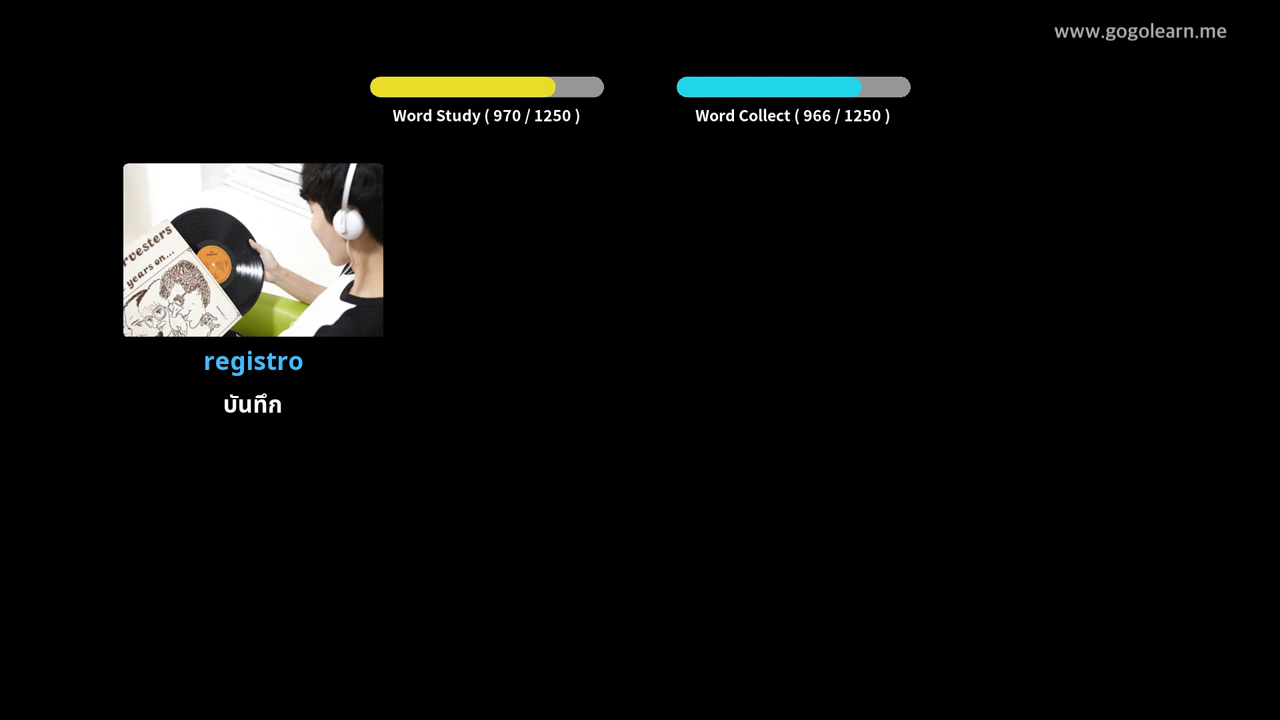 www.gogolearn.me
Word Study ( 970 / 1250 )
Word Collect ( 966 / 1250 )
rvesters
years on...
registro
บันทึก